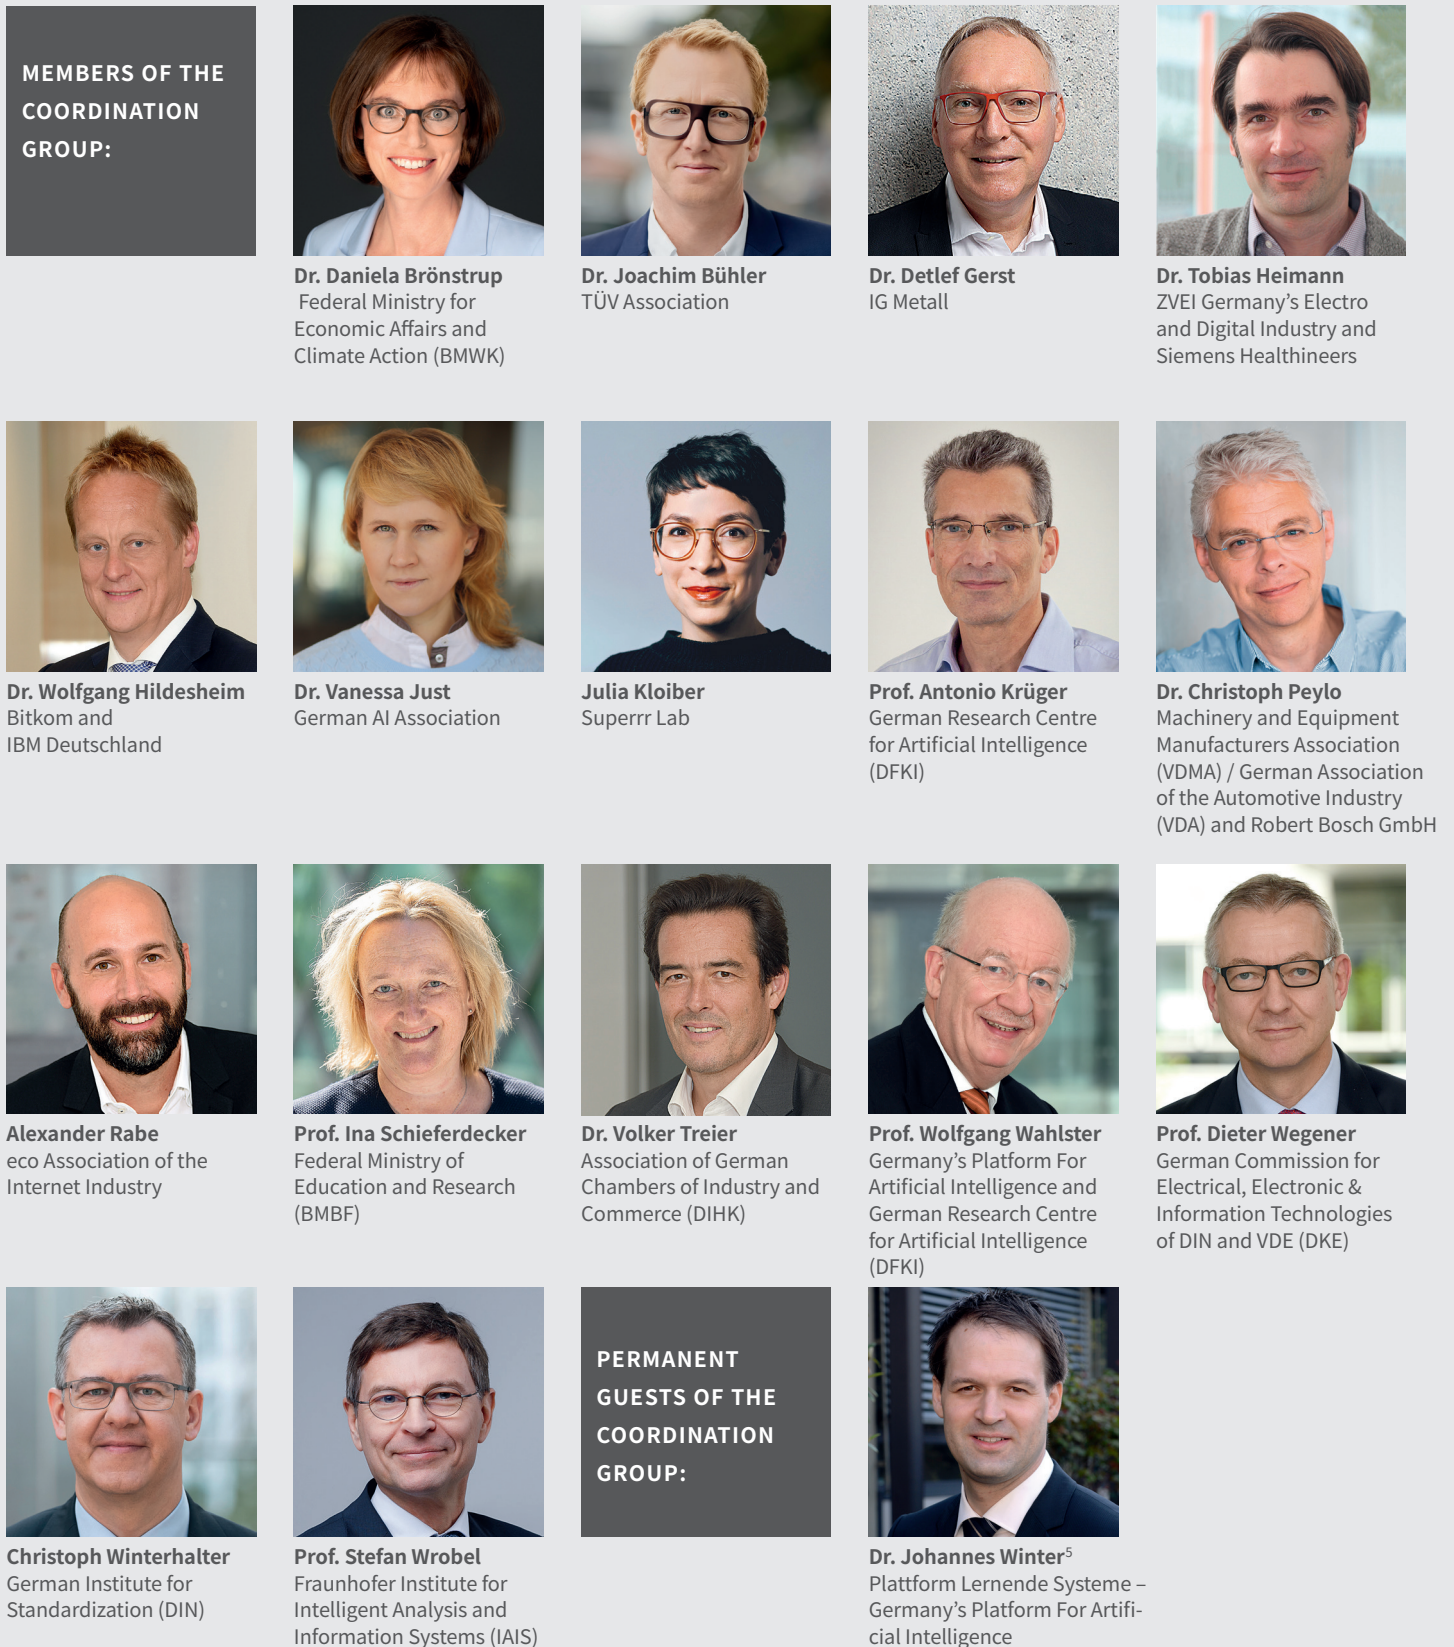 MEMBERS OF THE
COORDINATION
GROUP:
Dr. Daniela Brönstrup
Federal Ministry for
Economic Affairs and
Climate Action (BMWK)
Dr. Joachim Bühler
TÜV Association
Dr. Detlef Gerst
IG Metall
Dr. Tobias Heimann
ZVEI Germany’s Electro
and Digital Industry and
Siemens Healthineers
Dr. Wolfgang Hildesheim
Bitkom and
IBM Deutschland
Dr. Vanessa Just
German AI Association
Julia Kloiber
Superrr Lab
Prof. Antonio Krüger
German Research Centre
for Artificial Intelligence
(DFKI)
Dr. Christoph Peylo
Machinery and Equipment
Manufacturers Association
(VDMA) / German Association
of the Automotive Industry
(VDA) and Robert Bosch GmbH
Alexander Rabe
eco Association of the
Internet Industry
Prof. Ina Schieferdecker
Federal Ministry of
Education and Research
(BMBF)
Dr. Volker Treier
Association of German
Chambers of Industry and
Commerce (DIHK)
Prof. Wolfgang Wahlster
Germany’s Platform For
Artificial Intelligence and
German Research Centre
for Artificial Intelligence
(DFKI)
Prof. Dieter Wegener
German Commission for
Electrical, Electronic &
Information Technologies
of DIN and VDE (DKE)
Christoph Winterhalter
German Institute for
Standardization (DIN)
Prof. Stefan Wrobel
Fraunhofer Institute for
Intelligent Analysis and
Information Systems (IAIS)
PERMANENT
GUESTS OF THE
COORDINATION
GROUP:
Dr. Johannes Winter⁵
Plattform Lernende Systeme –
Germany’s Platform For Artifi-
cial Intelligence